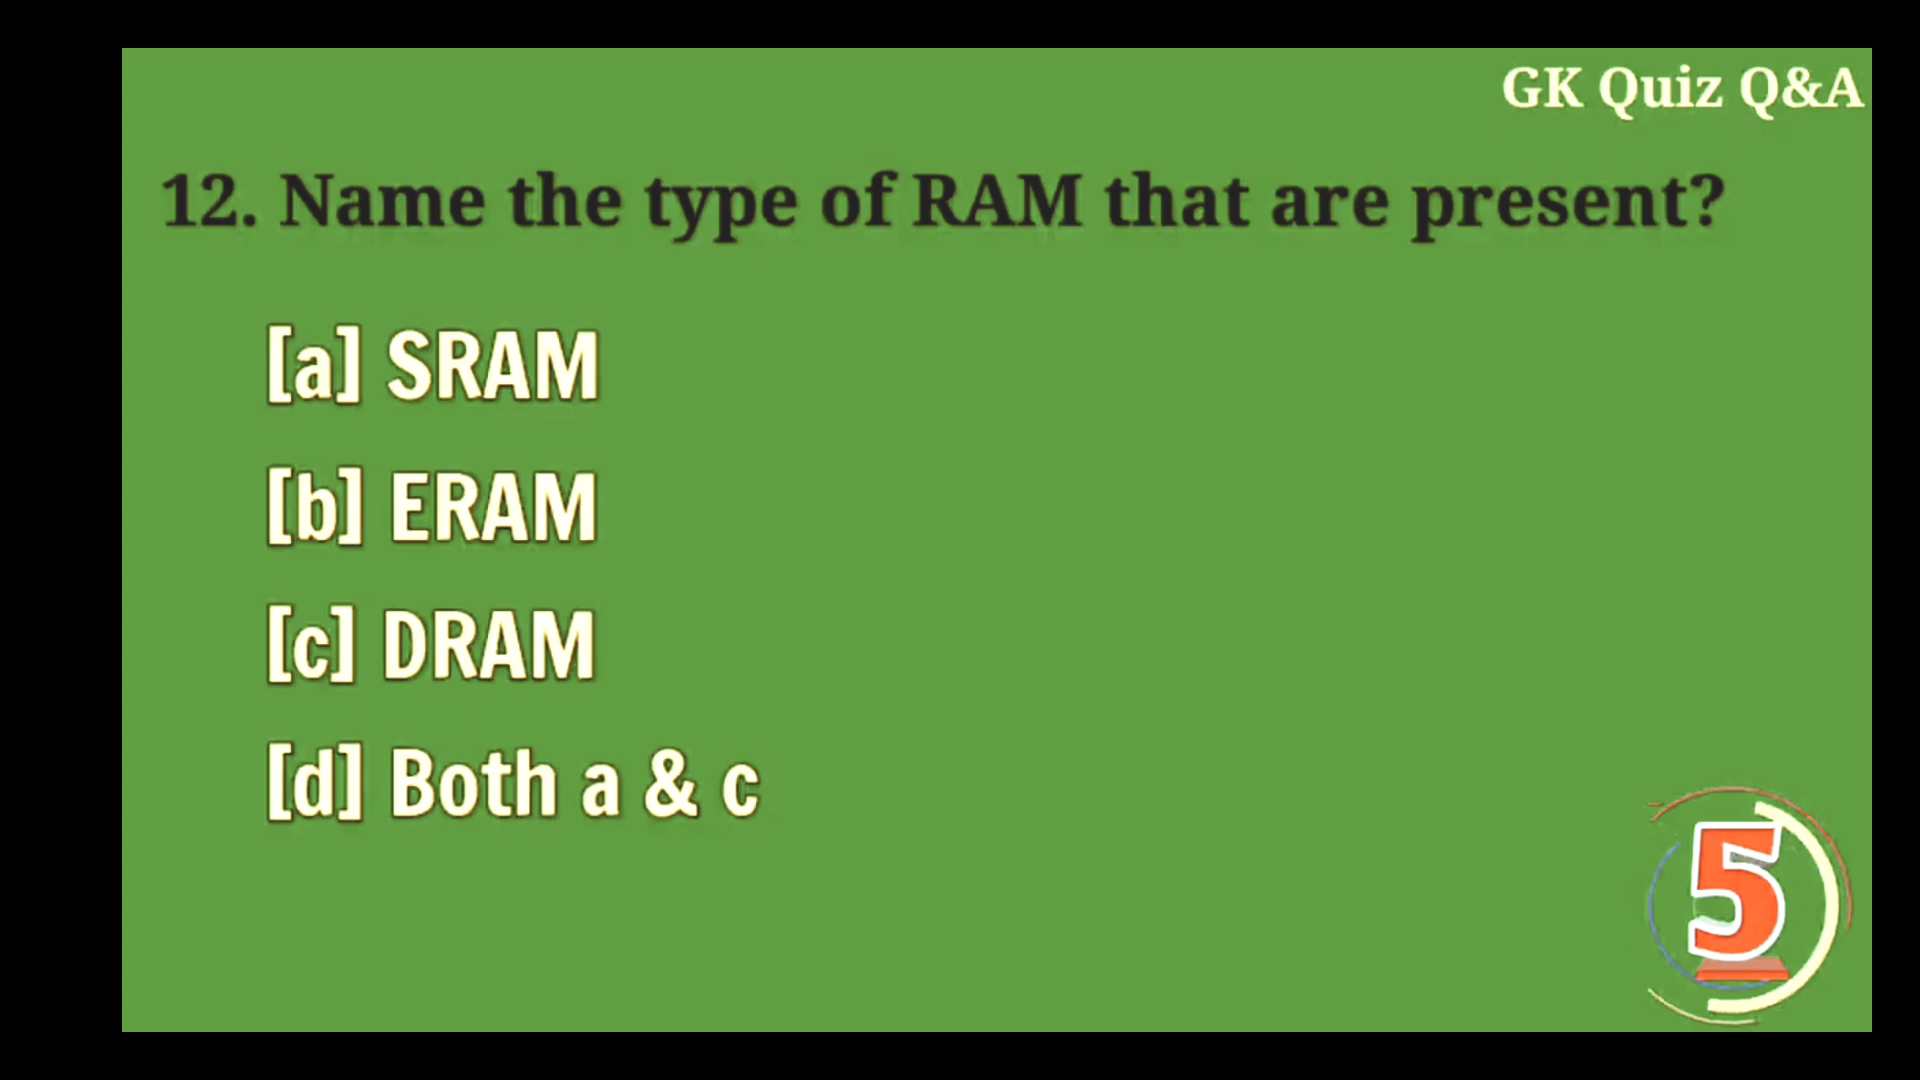 GK Quiz Q&A
12. Name the type of RAM that are present?
[a] SRAM
[b] ERAM
[c] DRAM
[d] Both a & c
5